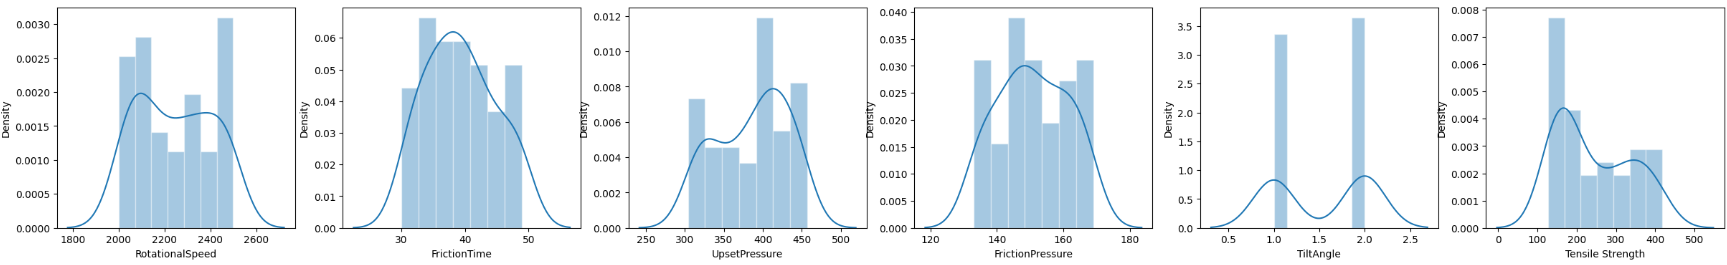 0.0030
0.0025
0.0020
0.0015
0.0010
0.0005
0.0000
Density
1800 2000 2200 2400 2600
RotationalSpeed
0.06
0.05
0.04
0.03
0.02
0.01
0.00
Density
30 40 50
FrictionTime
0.012
0.010
0.008
0.006
0.004
0.002
0.000
Density
250 300 350 400 450 500
UpsetPressure
0.040
0.035
0.030
0.025
0.020
0.015
0.010
0.005
0.000
Density
120 140 160 180
FrictionPressure
3.5
3.0
2.5
2.0
1.5
1.0
0.5
0.0
Density
0.5 1.0 1.5 2.0 2.5
TiltAngle
0.008
0.007
0.006
0.005
0.004
0.003
0.002
0.001
0.000
Density
0 100 200 300 400 500
Tensile Strength